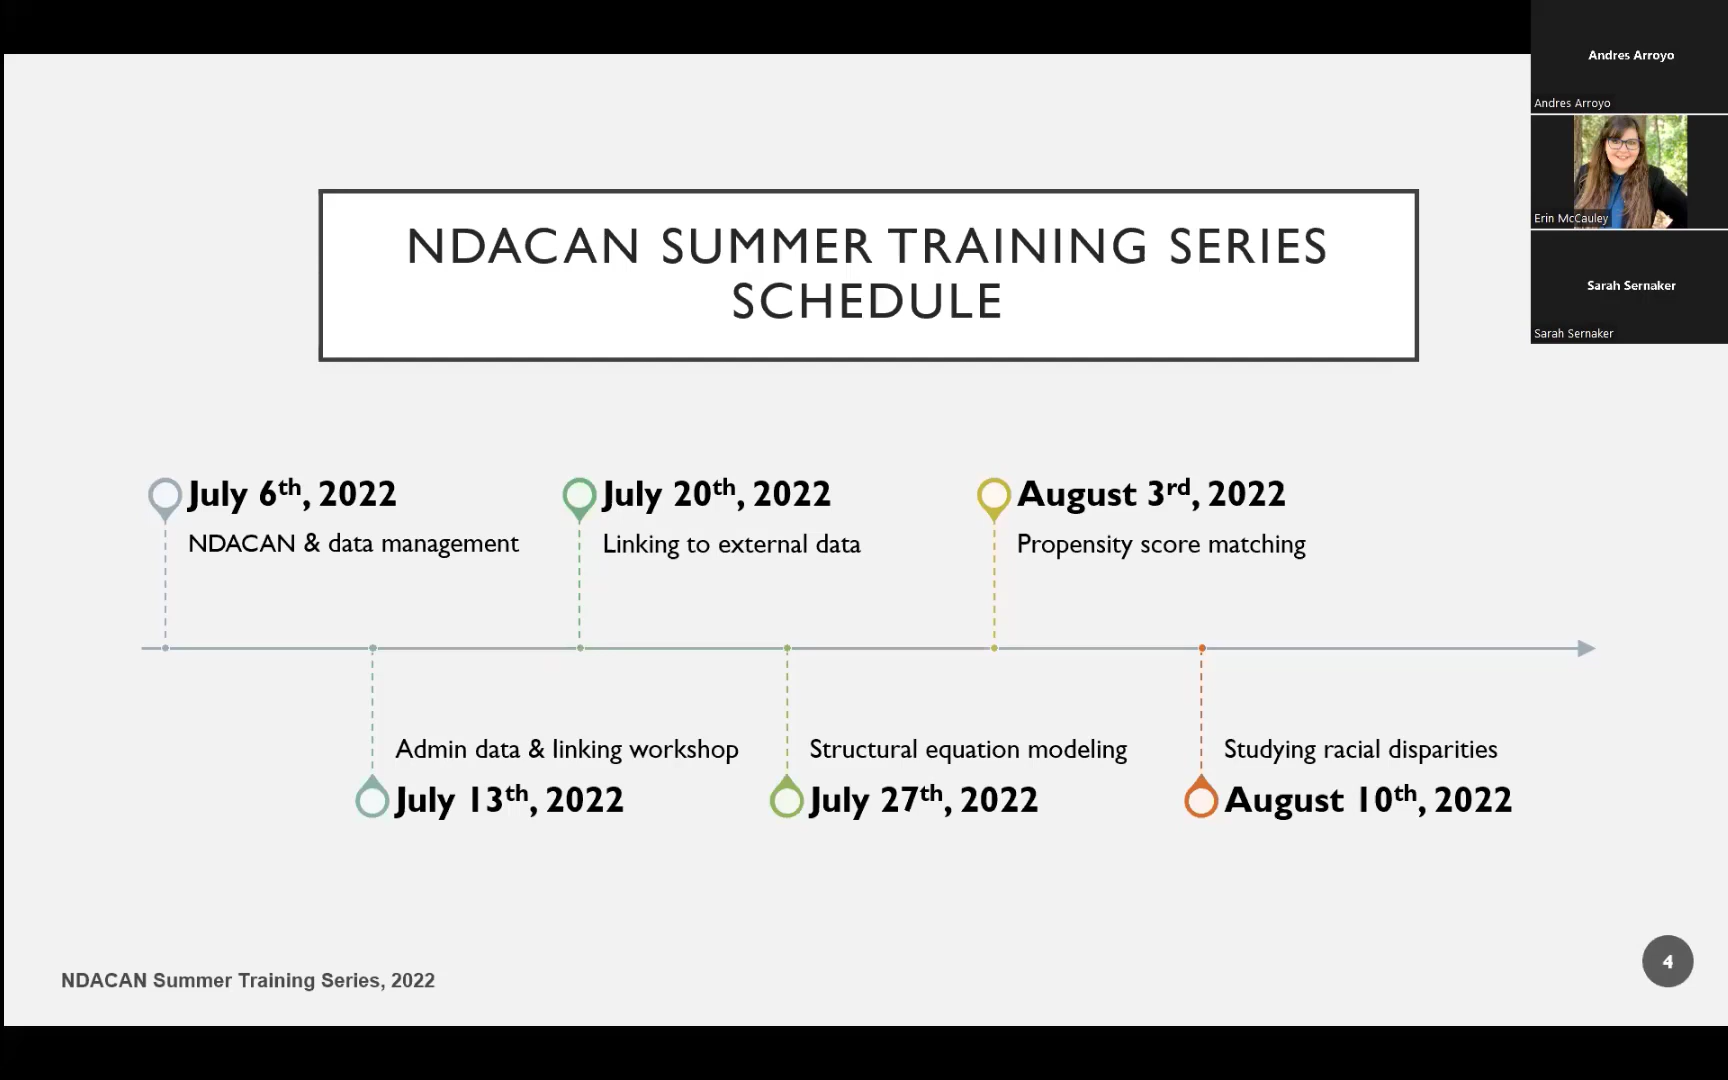 NDACAN SUMMER TRAINING SERIES
SCHEDULE
July 6th, 2022
NDACAN & data management
July 20th, 2022
Linking to external data
August 3rd, 2022
Propensity score matching
Admin data & linking workshop
July 13th, 2022
Structural equation modeling
July 27th, 2022
Studying racial disparities
August 10th, 2022
NDACAN Summer Training Series, 2022
4
Andres Arroyo
Andres Arroyo
Erin McCauley
Sarah Sernaker
Sarah Sernaker